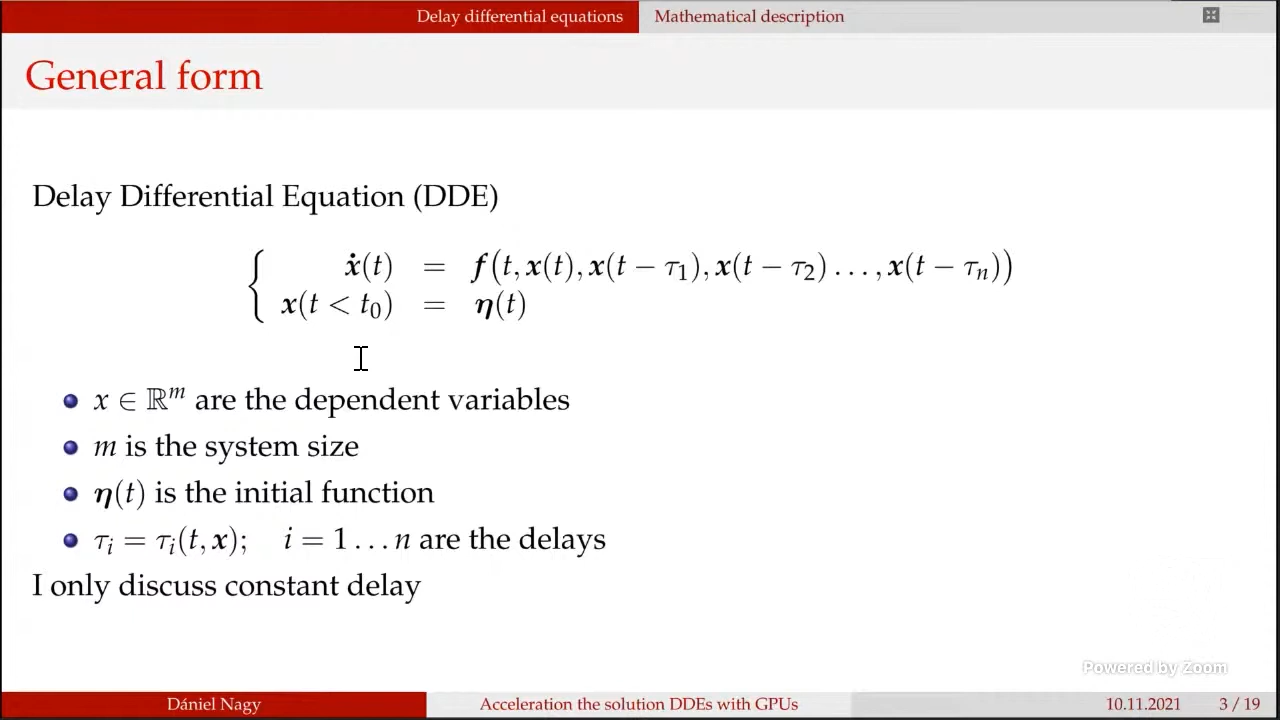 Delay differential equations Mathematical description
General form
Delay Differential Equation (DDE)
ẋ(t) = f(t, x(t), x(t − τ₁), x(t − τ₂) . . . , x(t − τₙ))
x(t < t₀) = η(t)
x ∈ ℝᵐ are the dependent variables
m is the system size
η(t) is the initial function
τᵢ = τᵢ(t, x); i = 1 . . . n are the delays
I only discuss constant delay
Powered by Zoom
Dániel Nagy Acceleration the solution DDEs with GPUs 10.11.2021 3 / 19